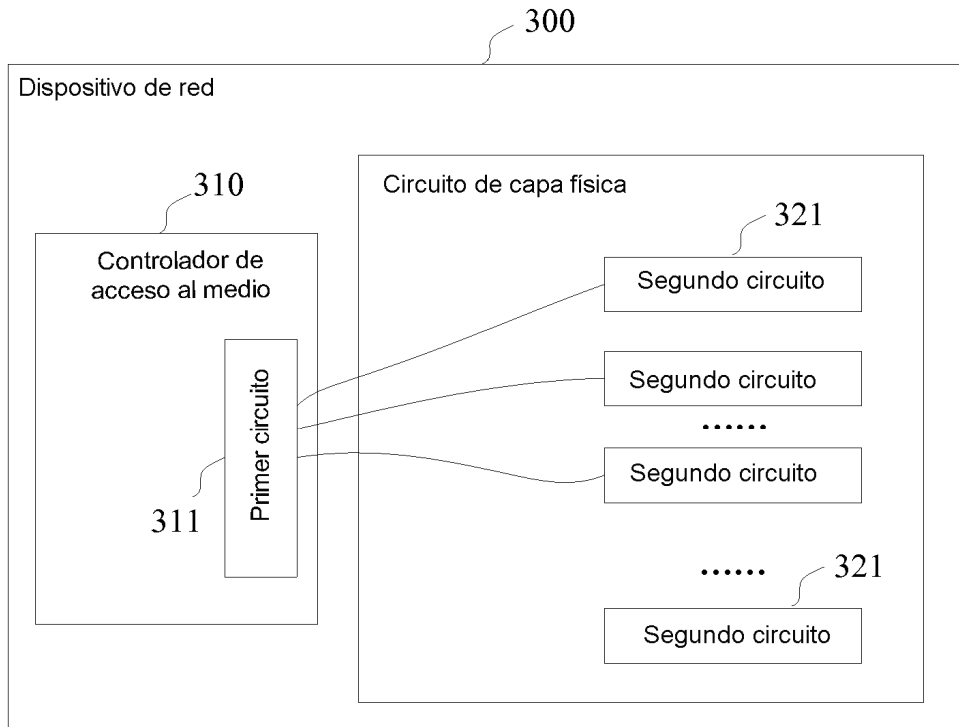 300
Dispositivo de red
310
Circuito de capa física
321
Controlador de
acceso al medio
Segundo circuito
Primer circuito
Segundo circuito
......
Segundo circuito
311
......
321
Segundo circuito